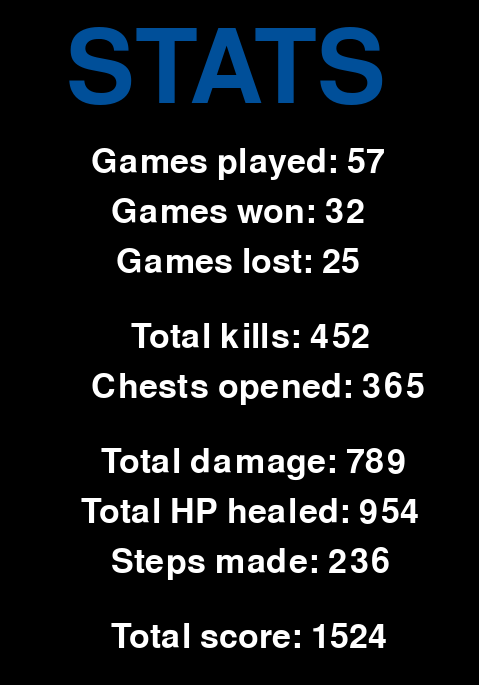 STATS
Games played: 57
Games won: 32
Games lost: 25
Total kills: 452
Chests opened: 365
Total damage: 789
Total HP healed: 954
Steps made: 236
Total score: 1524